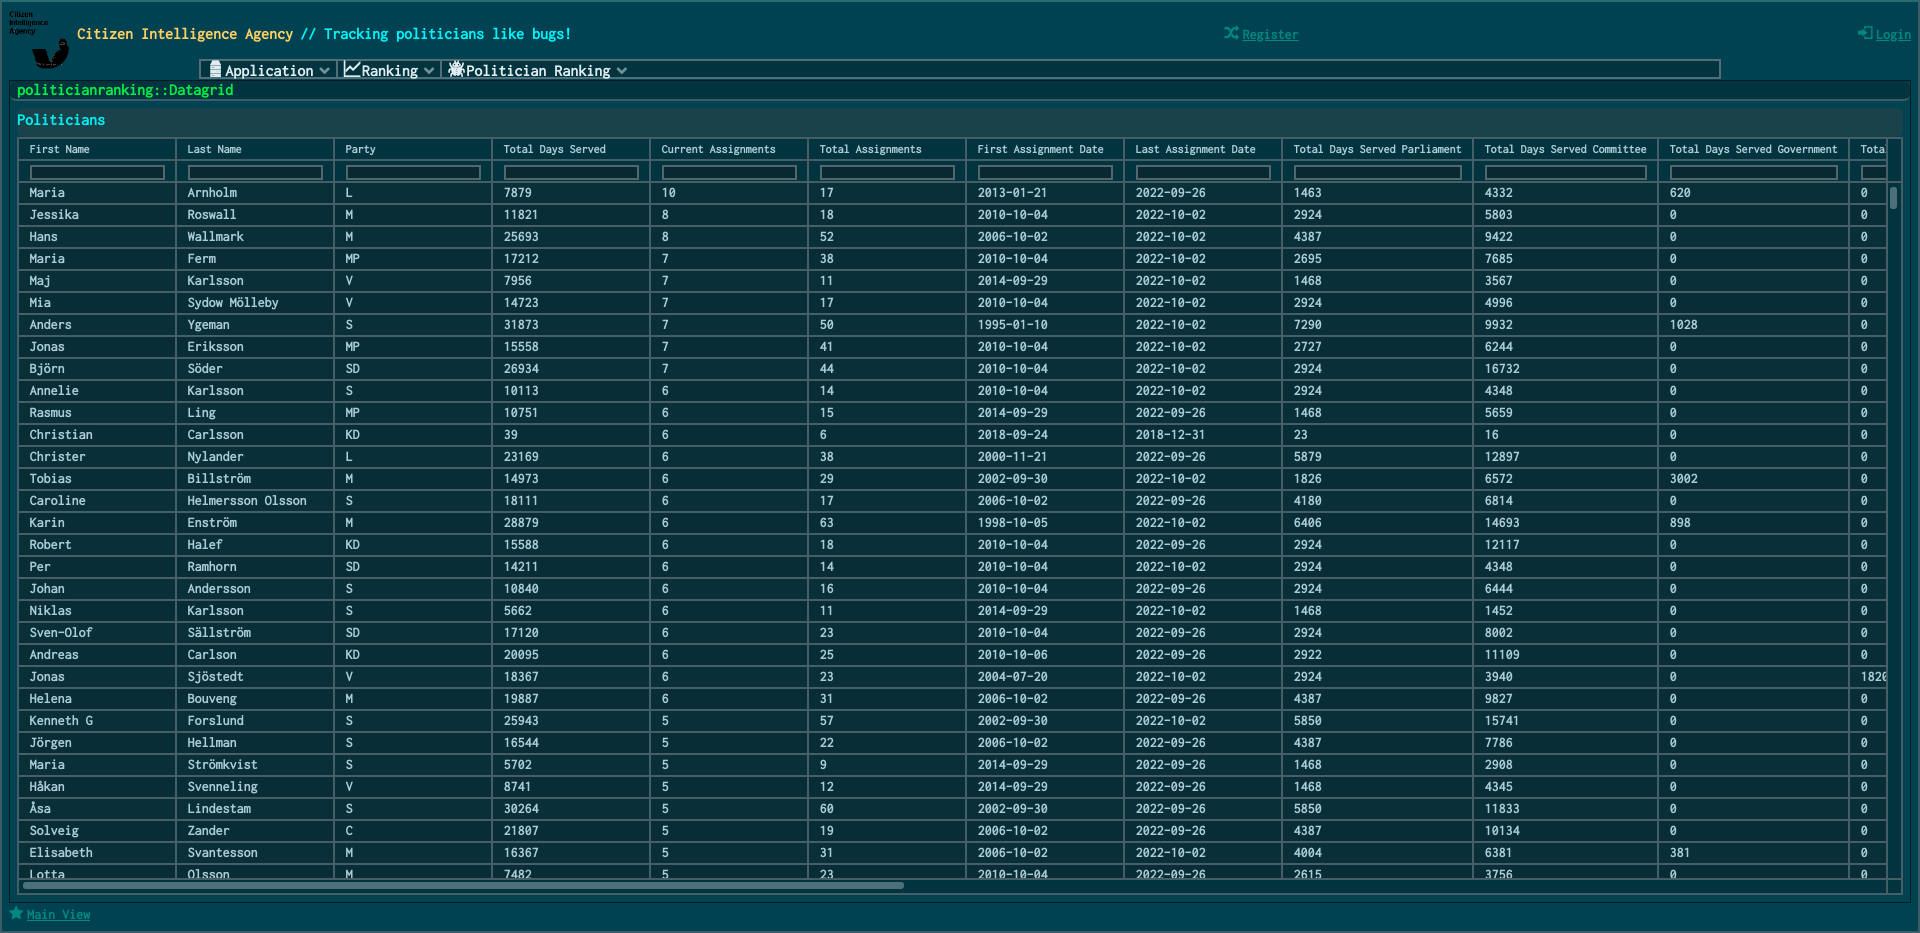 Citizen
Intelligence
Agency
Citizen Intelligence Agency // Tracking politicians like bugs!
Register
Login
Application Ranking Politician Ranking
politicianranking::Datagrid
Politicians
First Name Last Name Party Total Days Served Current Assignments Total Assignments First Assignment Date Last Assignment Date Total Days Served Parliament Total Days Served Committee Total Days Served Government Tota
Maria Arnholm L 7879 10 17 2013-01-21 2022-09-26 1463 4332 620 0
Jessika Roswall M 11821 8 18 2010-10-04 2022-10-02 2924 5803 0 0
Hans Wallmark M 25693 8 52 2006-10-02 2022-10-02 4387 9422 0 0
Maria Ferm MP 17212 7 38 2010-10-04 2022-10-02 2695 7685 0 0
Maj Karlsson V 7956 7 11 2014-09-29 2022-10-02 1468 3567 0 0
Mia Sydow Mölleby V 14723 7 17 2010-10-04 2022-10-02 2924 4996 0 0
Anders Ygeman S 31873 7 50 1995-01-10 2022-10-02 7290 9932 1028 0
Jonas Eriksson MP 15558 7 41 2010-10-04 2022-10-02 2727 6244 0 0
Björn Söder SD 26934 7 44 2010-10-04 2022-10-02 2924 16732 0 0
Annelie Karlsson S 10113 6 14 2010-10-04 2022-10-02 2924 4348 0 0
Rasmus Ling MP 10751 6 15 2014-09-29 2022-09-26 1468 5659 0 0
Christian Carlsson KD 39 6 6 2018-09-24 2018-12-31 23 16 0 0
Christer Nylander L 23169 6 38 2000-11-21 2022-09-26 5879 12897 0 0
Tobias Billström M 14973 6 29 2002-09-30 2022-10-02 1826 6572 3002 0
Caroline Helmersson Olsson S 18111 6 17 2006-10-02 2022-09-26 4180 6814 0 0
Karin Enström M 28879 6 63 1998-10-05 2022-10-02 6406 14693 898 0
Robert Halef KD 15588 6 18 2010-10-04 2022-09-26 2924 12117 0 0
Per Ramhorn SD 14211 6 14 2010-10-04 2022-10-02 2924 4348 0 0
Johan Andersson S 10840 6 16 2010-10-04 2022-09-26 2924 6444 0 0
Niklas Karlsson S 5662 6 11 2014-09-29 2022-10-02 1468 1452 0 0
Sven-Olof Sällström SD 17120 6 23 2010-10-04 2022-09-26 2924 8002 0 0
Andreas Carlson KD 20095 6 25 2010-10-06 2022-09-26 2922 11109 0 0
Jonas Sjöstedt V 18367 6 23 2004-07-20 2022-10-02 2924 3940 0 1820
Helena Bouveng M 19887 6 31 2006-10-02 2022-09-26 4387 9827 0 0
Kenneth G Forslund S 25943 5 57 2002-09-30 2022-10-02 5850 15741 0 0
Jörgen Hellman S 16544 5 22 2006-10-02 2022-09-26 4387 7786 0 0
Maria Strömkvist S 5702 5 9 2014-09-29 2022-09-26 1468 2908 0 0
Håkan Svenneling V 8741 5 12 2014-09-29 2022-09-26 1468 4345 0 0
Åsa Lindestam S 30264 5 60 2002-09-30 2022-09-26 5850 11833 0 0
Solveig Zander C 21807 5 19 2006-10-02 2022-09-26 4387 10134 0 0
Elisabeth Svantesson M 16367 5 31 2006-10-02 2022-10-02 4004 6381 381 0
Lotta Olsson M 7482 5 23 2010-10-04 2022-09-26 2615 3756 0 0
Main View